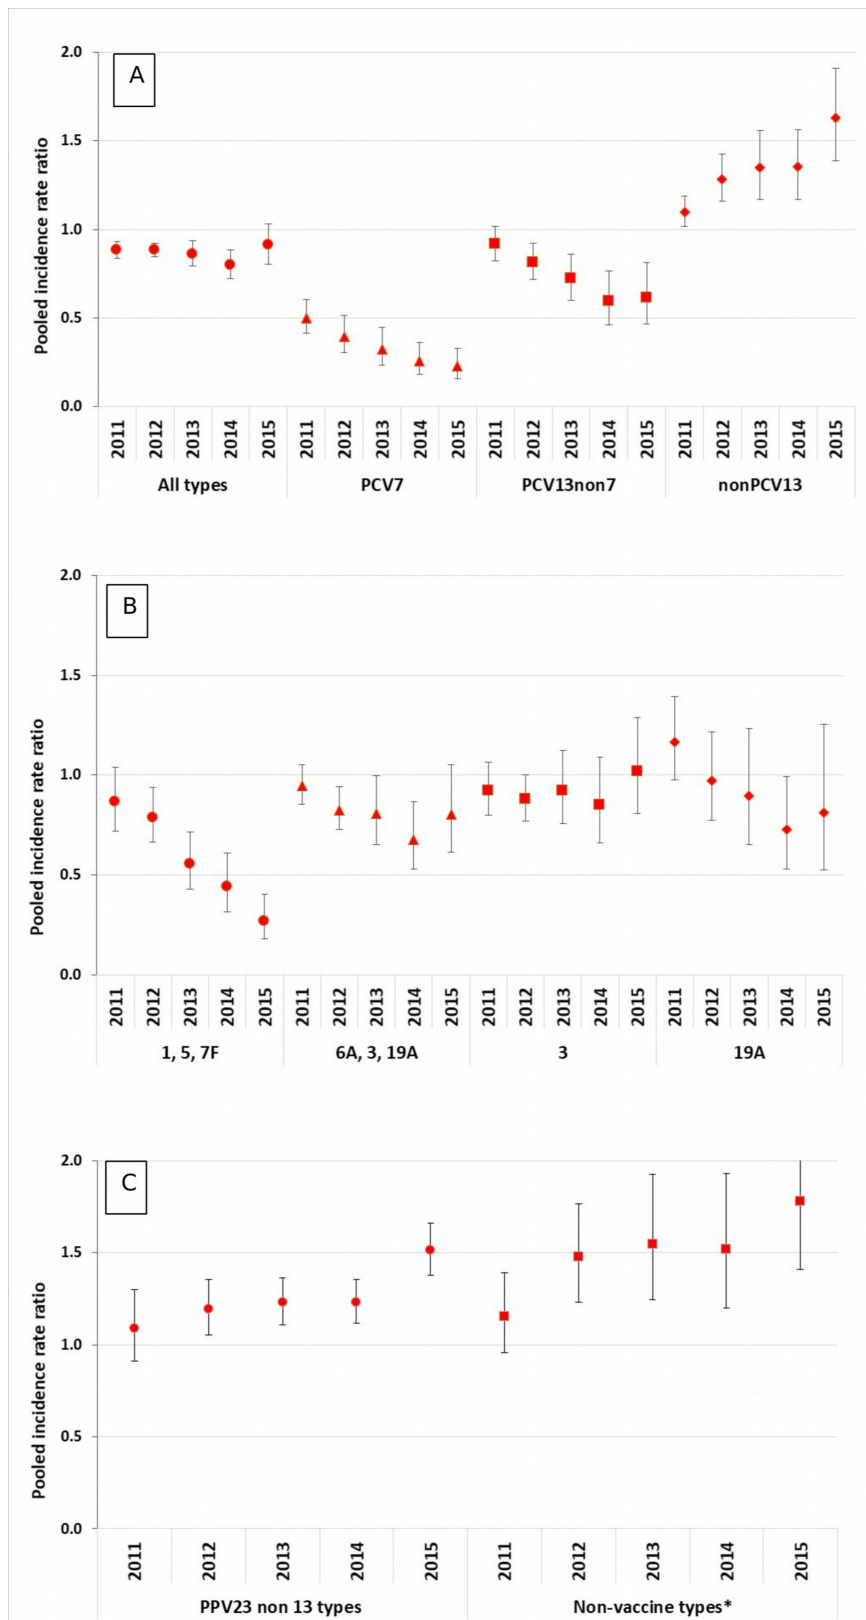 A
Pooled incidence rate ratio
2.0
1.5
1.0
0.5
0.0
2011 2012 2013 2014 2015 2011 2012 2013 2014 2015 2011 2012 2013 2014 2015 2011 2012 2013 2014 2015
All types PCV7 PCV13non7 nonPCV13
B
Pooled incidence rate ratio
2.0
1.5
1.0
0.5
0.0
2011 2012 2013 2014 2015 2011 2012 2013 2014 2015 2011 2012 2013 2014 2015 2011 2012 2013 2014 2015
1, 5, 7F 6A, 3, 19A 3 19A
C
Pooled incidence rate ratio
2.0
1.5
1.0
0.5
0.0
2011 2012 2013 2014 2015 2011 2012 2013 2014 2015
PPV23 non 13 types Non-vaccine types*